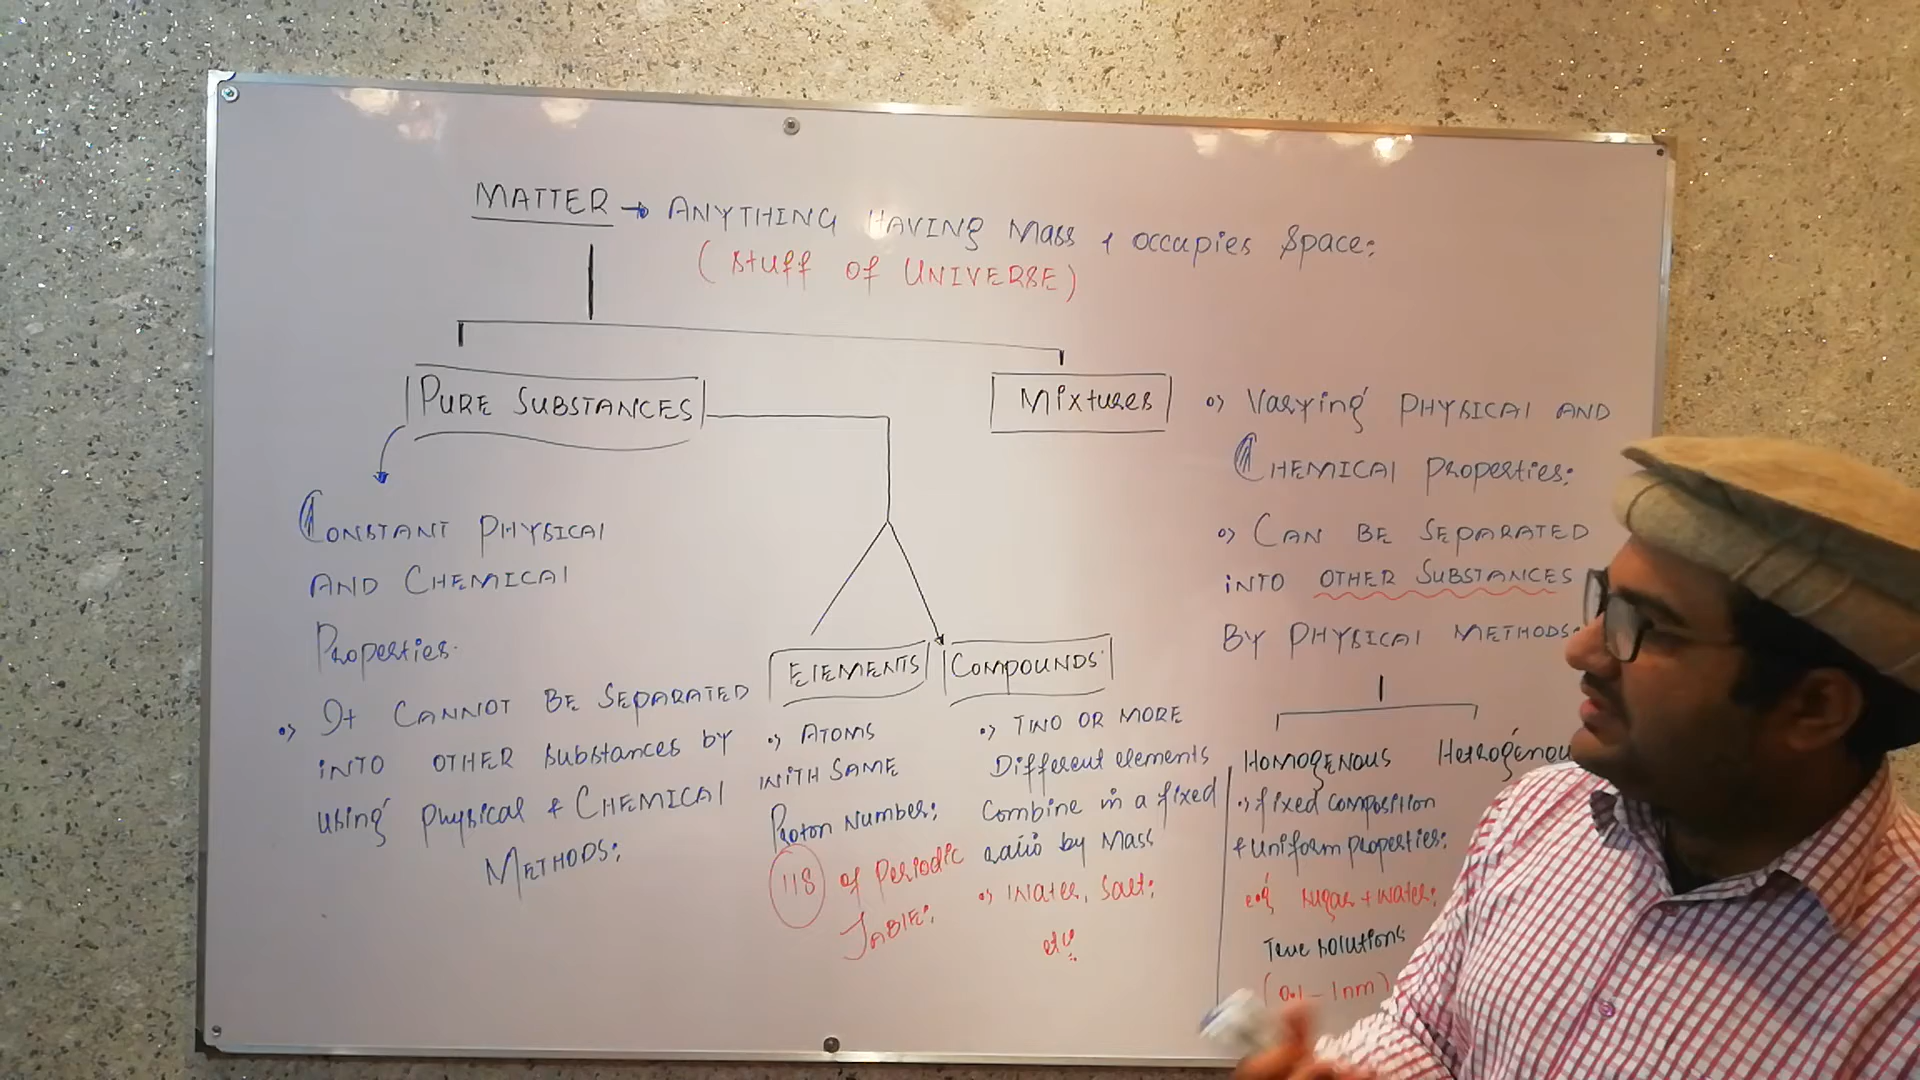 MATTER → ANYTHING HAVING Mass + occupies Space:
(Stuff of UNIVERSE)
PURE SUBSTANCES
CONSTANT PHYSICAL
AND CHEMICAL
Properties.
It CANNOT BE SEPARATED
iNTO OTHER Substances by
using Physical + CHEMICAL
METHODS:
ELEMENTS
ATOMS
WITH SAME
Proton Number:
118 of Periodic
TABLE:
COMPOUNDS:
TWO OR MORE
Different elements
Combine in a fixed
ratio by Mass
Water, Salt:
etc
Mixtures
Varying PHYSICAL AND
CHEMICAL Properties:
CAN BE SEPARATED
iNTO OTHER SUBSTANCES
BY PHYSICAL METHODS:
HOMOGENOUS
fixed composition
+ uniform properties:
e.g Sugar + water:
True solutions
(0.1 - 1nm)
Hetrogenou